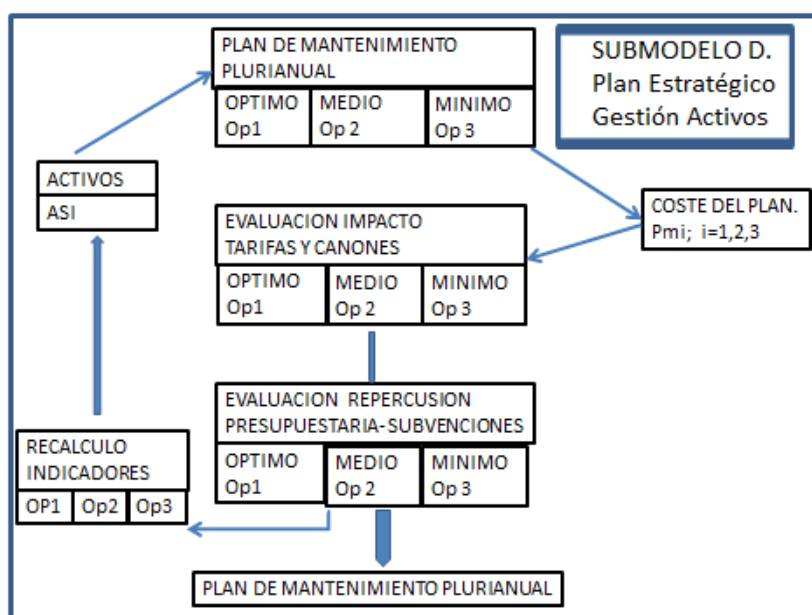 PLAN DE MANTENIMIENTO
PLURIANUAL
OPTIMO MEDIO MINIMO
Op1 Op 2 Op 3
SUBMODELO D.
Plan Estratégico
Gestión Activos
ACTIVOS
ASI
COSTE DEL PLAN.
Pmi; i=1,2,3
EVALUACION IMPACTO
TARIFAS Y CANONES
OPTIMO MEDIO MINIMO
Op1 Op 2 Op 3
EVALUACION REPERCUSION
PRESUPUESTARIA-SUBVENCIONES
OPTIMO MEDIO MINIMO
Op1 Op 2 Op 3
RECALCULO
INDICADORES
OP1 Op2 Op3
PLAN DE MANTENIMIENTO PLURIANUAL